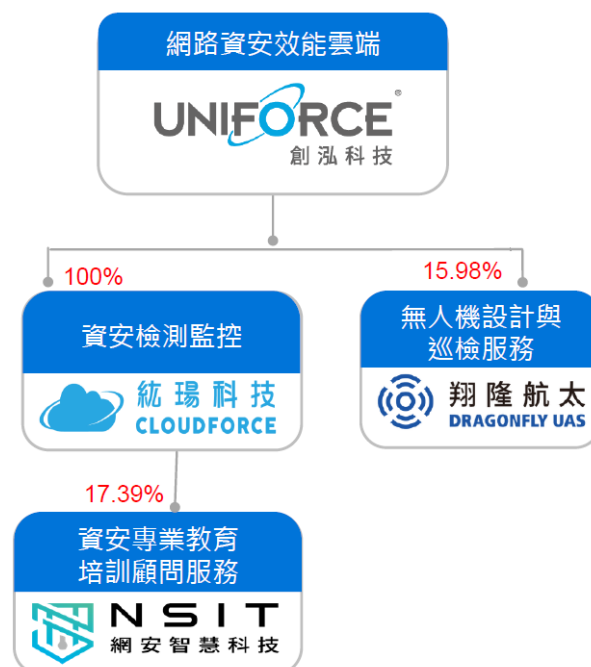 網路資安效能雲端
UNIFORCE®
創泓科技
100%
15.98%
資安檢測監控
紘瑒科技
CLOUDFORCE
無人機設計與
巡檢服務
翔隆航太
DRAGONFLY UAS
17.39%
資安專業教育
培訓顧問服務
NSIT
網安智慧科技